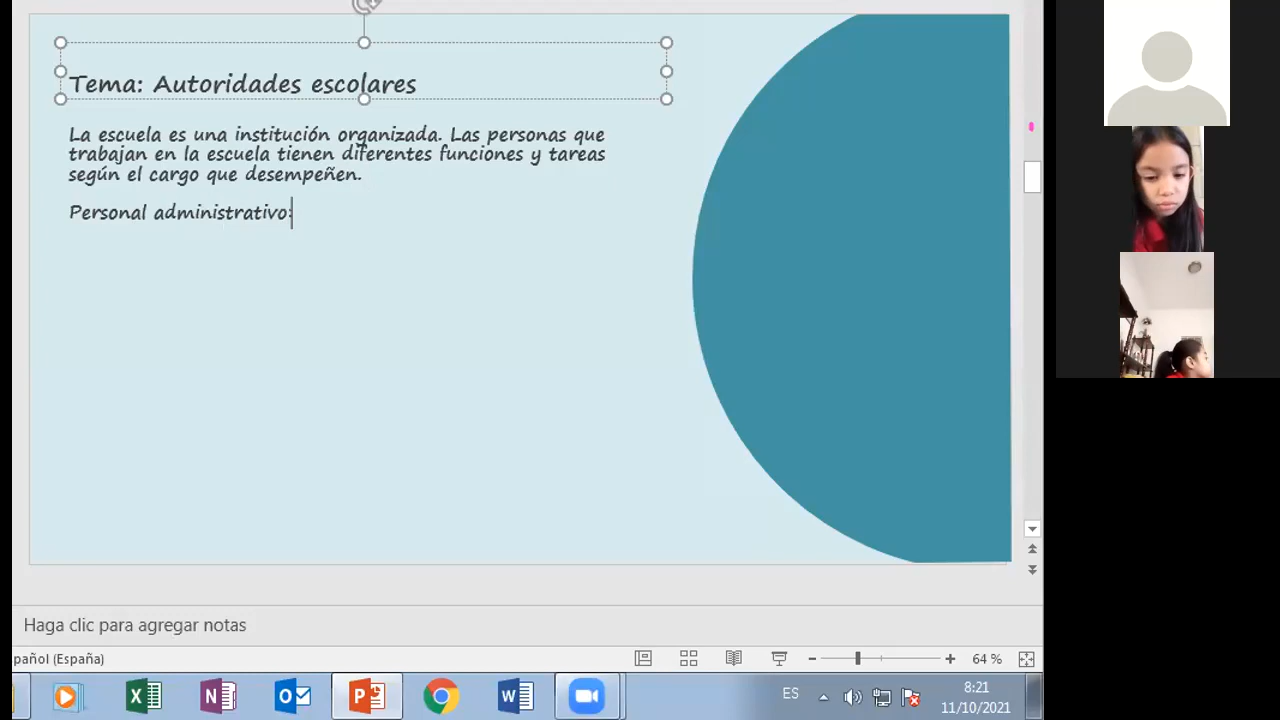 Tema: Autoridades escolares
La escuela es una institución organizada. Las personas que
trabajan en la escuela tienen diferentes funciones y tareas
según el cargo que desempeñen.
Personal administrativo:
Haga clic para agregar notas
pañol (España)
64 %
ES
8:21
11/10/2021